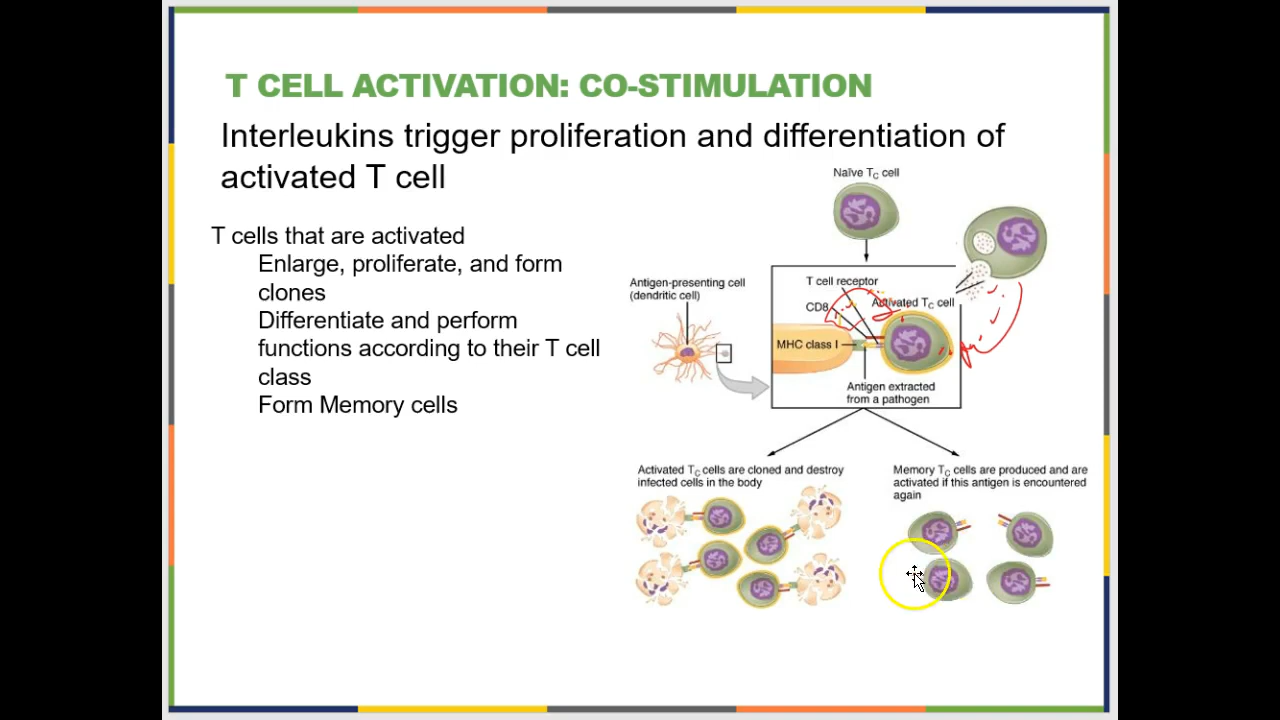 T CELL ACTIVATION: CO-STIMULATION
Interleukins trigger proliferation and differentiation of
activated T cell
T cells that are activated
Enlarge, proliferate, and form
clones
Differentiate and perform
functions according to their T cell
class
Form Memory cells
Naïve TC cell
Antigen-presenting cell
(dendritic cell)
T cell receptor
CD8
Activated TC cell
MHC class I
Antigen extracted
from a pathogen
Activated TC cells are cloned and destroy
infected cells in the body
Memory TC cells are produced and are
activated if this antigen is encountered
again